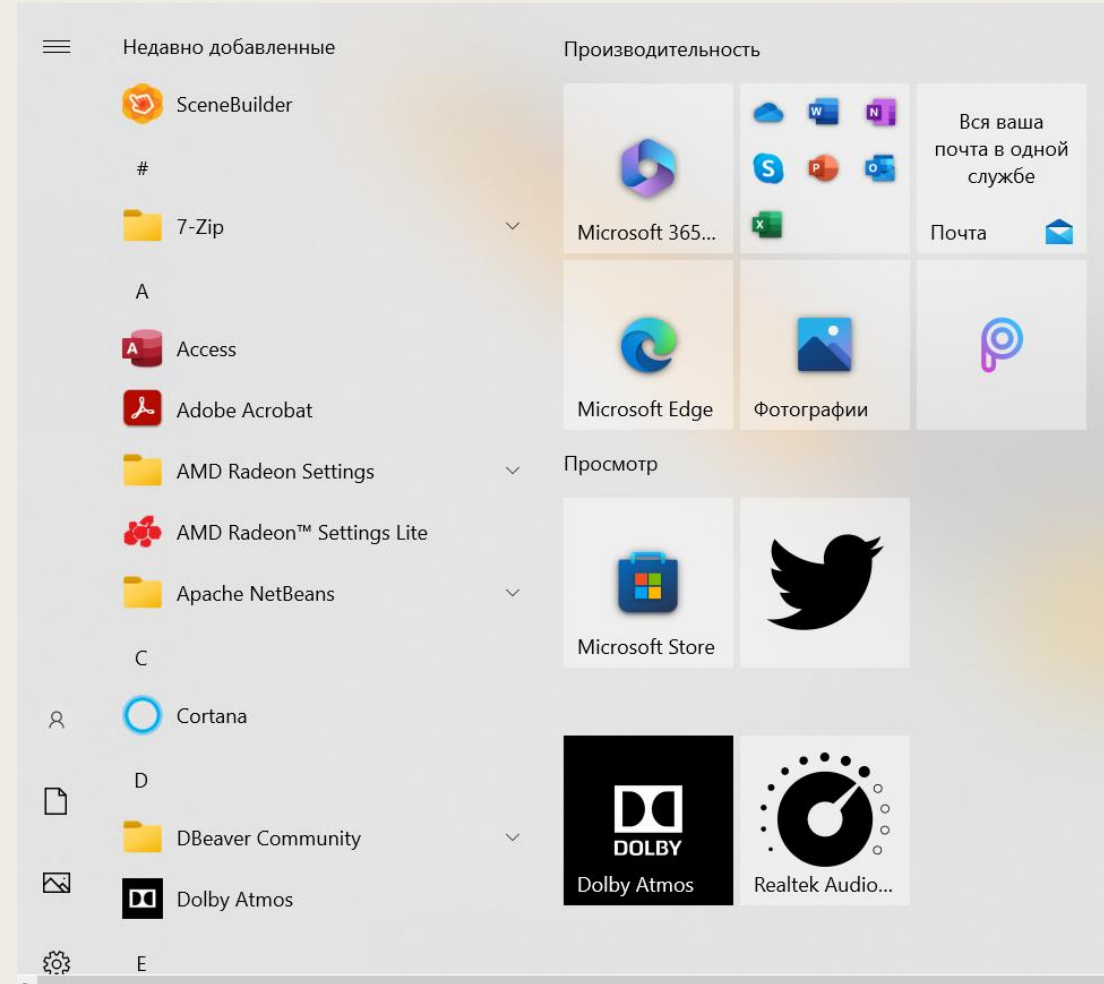 Недавно добавленные
SceneBuilder
#
7-Zip
A
Access
Adobe Acrobat
AMD Radeon Settings
AMD Radeon™ Settings Lite
Apache NetBeans
C
Cortana
D
DBeaver Community
Dolby Atmos
E
Производительность
Microsoft 365...
Вся ваша
почта в одной
службе
Почта
Microsoft Edge
Фотографии
Просмотр
Microsoft Store
DOLBY
Dolby Atmos
Realtek Audio...